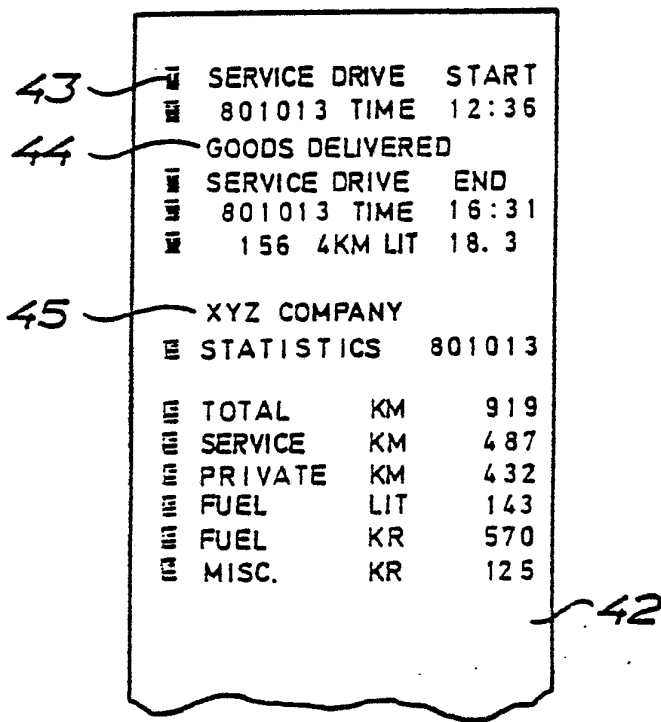 43 SERVICE DRIVE START
801013 TIME 12:36
44 GOODS DELIVERED
SERVICE DRIVE END
801013 TIME 16:31
156 4KM LIT 18.3
45 XYZ COMPANY
STATISTICS 801013
TOTAL KM 919
SERVICE KM 487
PRIVATE KM 432
FUEL LIT 143
FUEL KR 570
MISC. KR 125
42